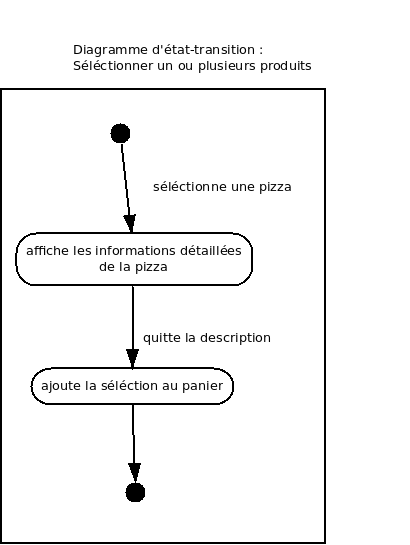 Diagramme d'état-transition :
Séléctionner un ou plusieurs produits
séléctionne une pizza
affiche les informations détaillées
de la pizza
quitte la description
ajoute la séléction au panier